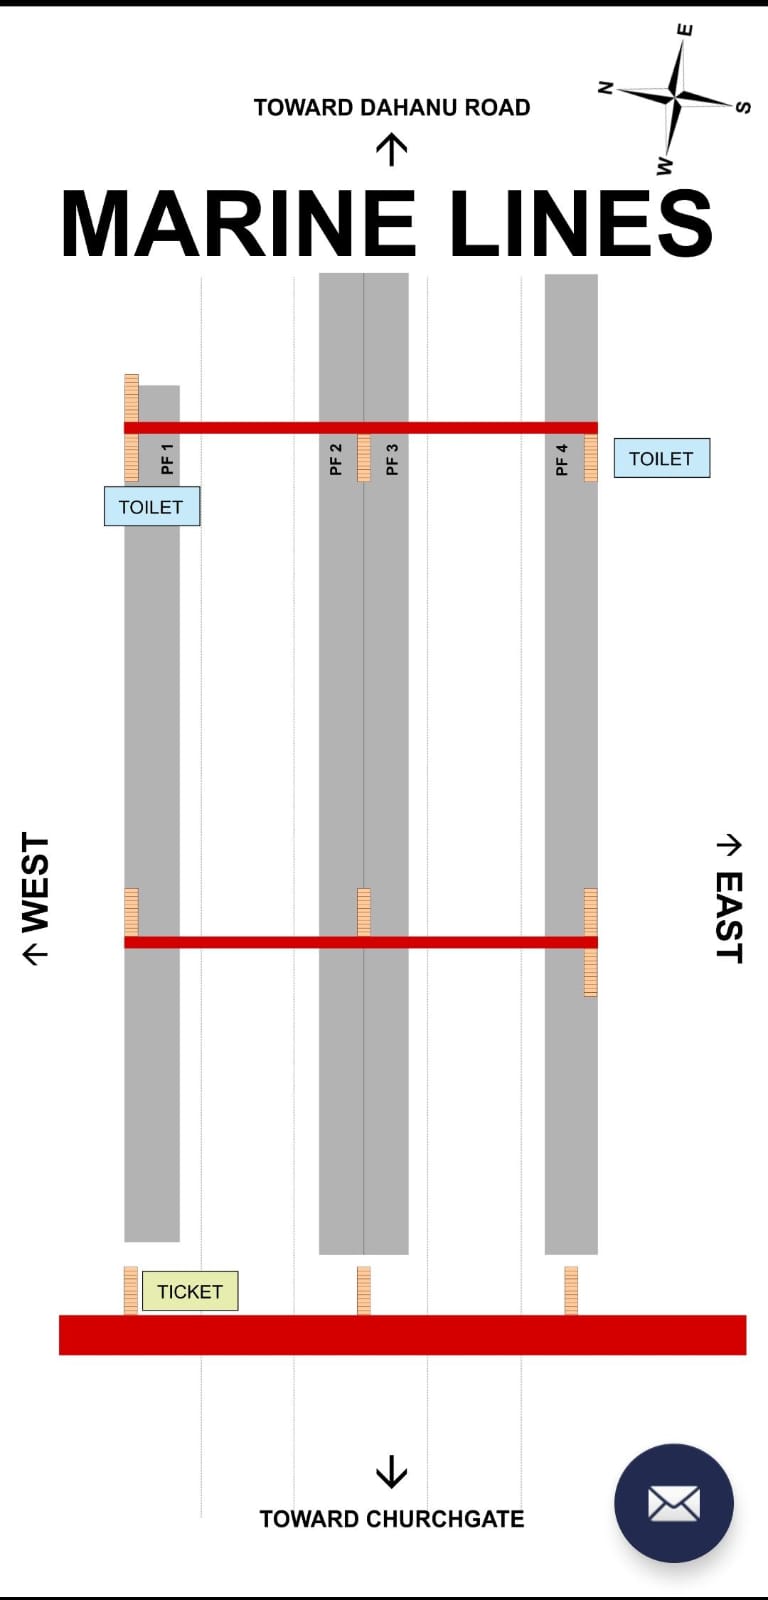 E
N
S
W
TOWARD DAHANU ROAD
↑
MARINE LINES
PF 1
PF 2
PF 3
PF 4
TOILET
TOILET
↑ WEST
↑ EAST
TICKET
↓
TOWARD CHURCHGATE